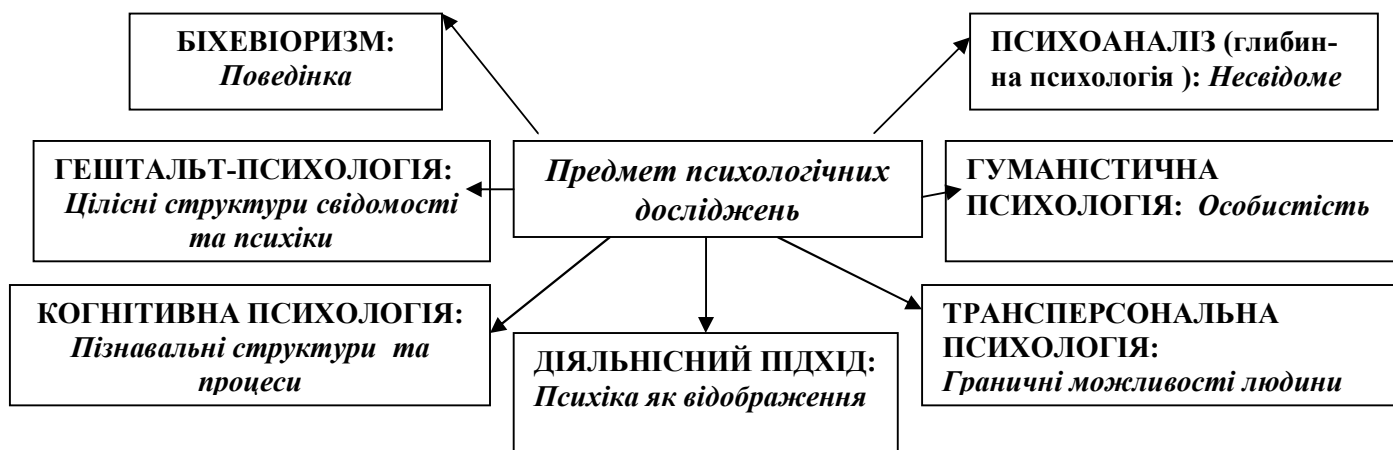 БІХЕВІОРИЗМ:
Поведінка
ПСИХОАНАЛІЗ (глибин-
на психологія ): Несвідоме
ГЕШТАЛЬТ-ПСИХОЛОГІЯ:
Цілісні структури свідомості
та психіки
Предмет психологічних
досліджень
ГУМАНІСТИЧНА
ПСИХОЛОГІЯ: Особистість
КОГНІТИВНА ПСИХОЛОГІЯ:
Пізнавальні структури та
процеси
ДІЯЛЬНІСНИЙ ПІДХІД:
Психіка як відображення
ТРАНСПЕРСОНАЛЬНА
ПСИХОЛОГІЯ:
Граничні можливості людини